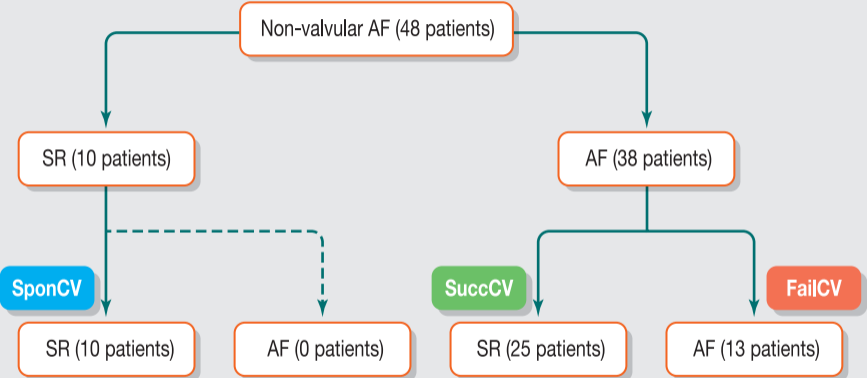 Non-valvular AF (48 patients)
SR (10 patients)
AF (38 patients)
SponCV
SuccCV
FailCV
SR (10 patients)
AF (0 patients)
SR (25 patients)
AF (13 patients)